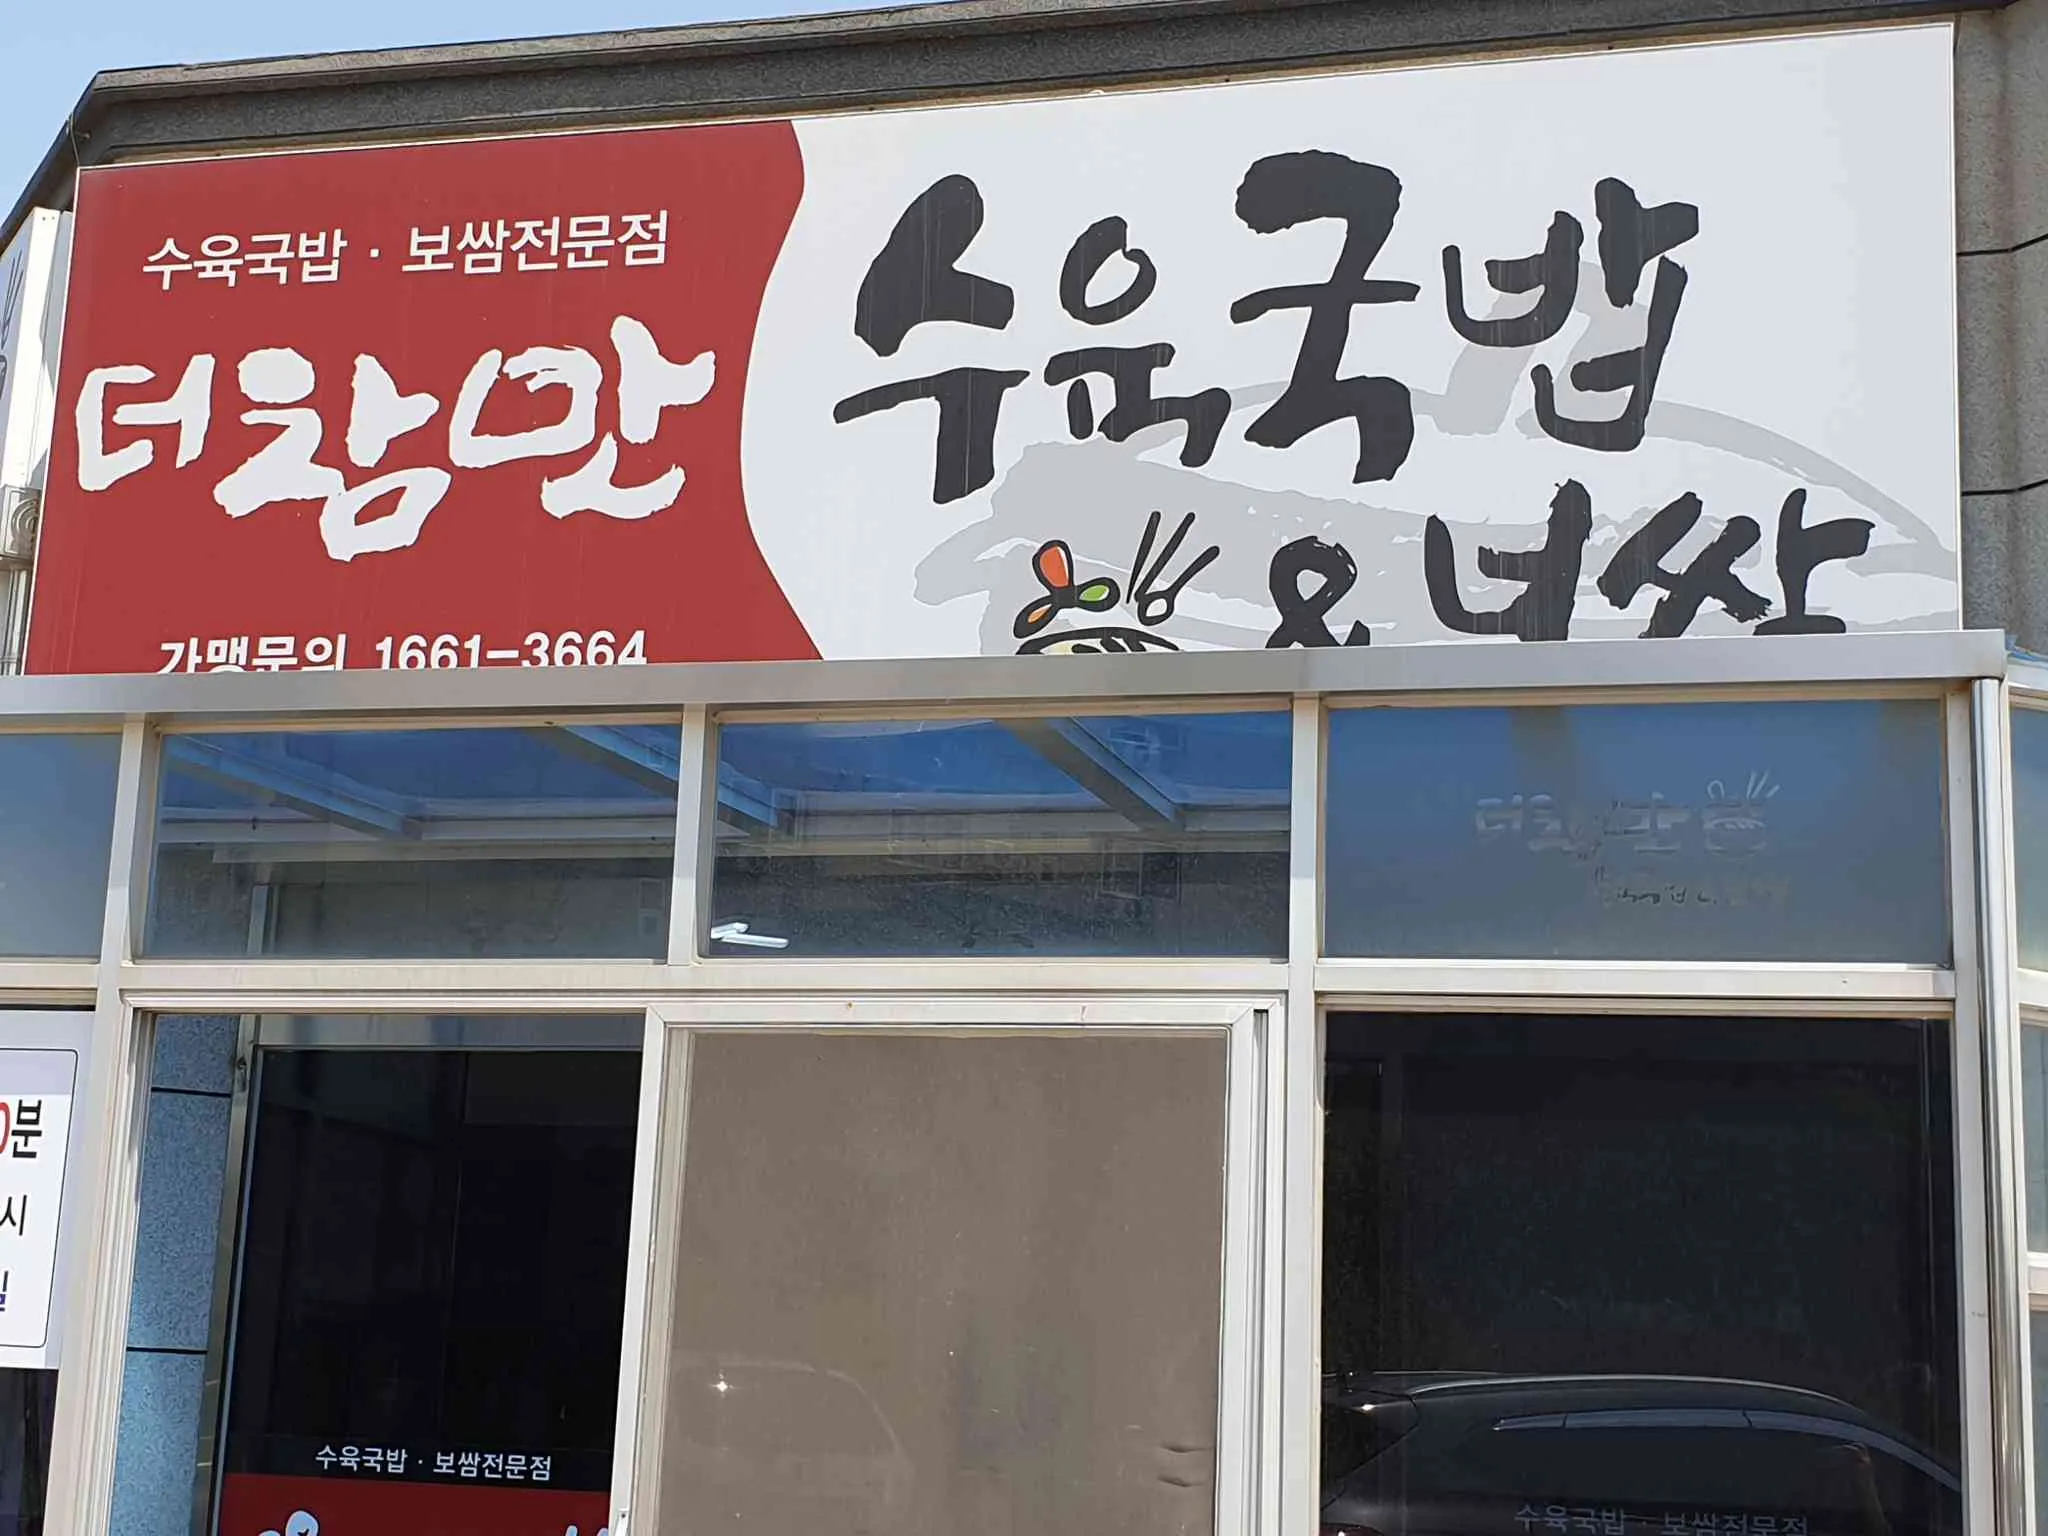 수육국밥 · 보쌈전문점
더참만
가맹문의 1661-3664
수육국밥
& 보쌈
분
시
수육국밥 · 보쌈전문점
수육국밥 · 보쌈전문점